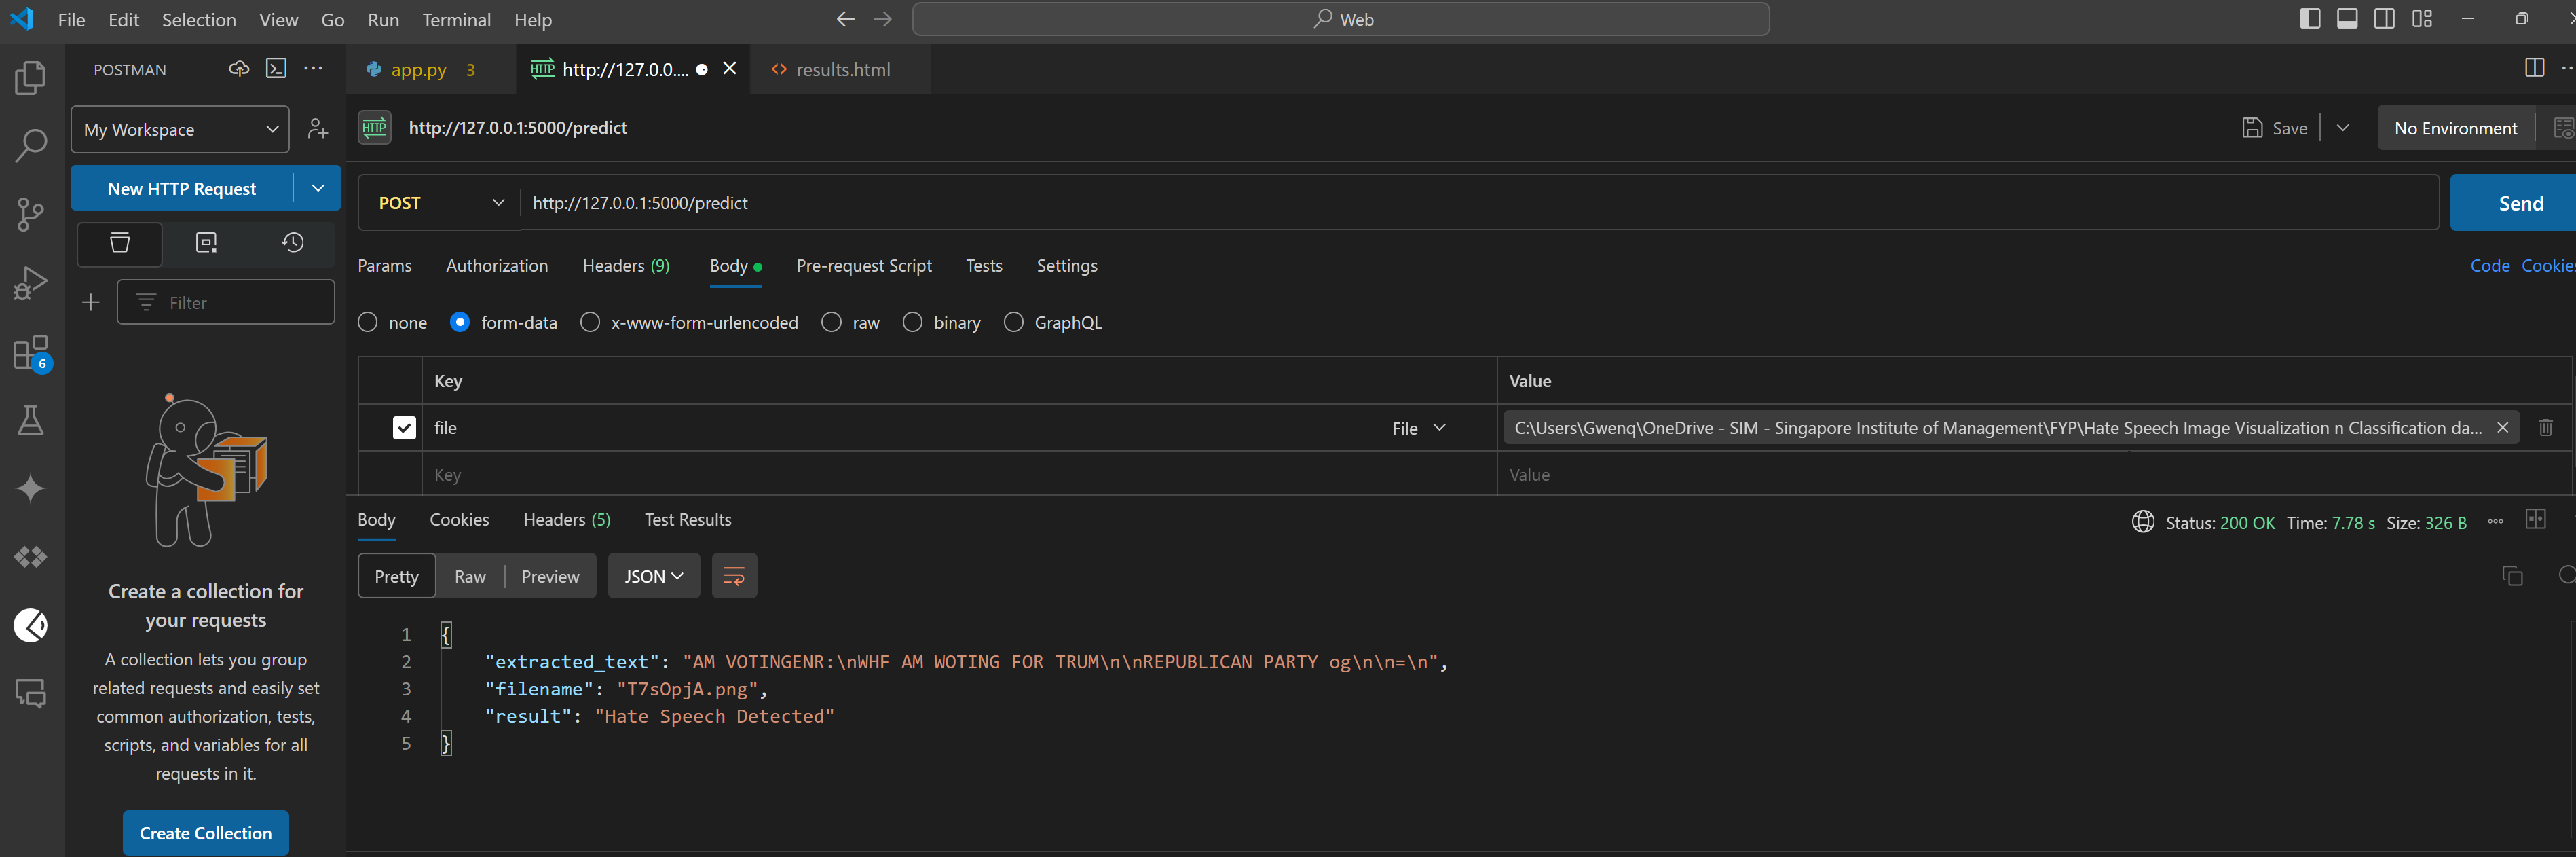 File Edit Selection View Go Run Terminal Help
Web
POSTMAN
app.py 3
http://127.0.0....
results.html
My Workspace
http://127.0.0.1:5000/predict
Save
No Environment
New HTTP Request
POST
http://127.0.0.1:5000/predict
Send
Params Authorization Headers (9) Body Pre-request Script Tests Settings
Code Cookies
Filter
none form-data x-www-form-urlencoded raw binary GraphQL
Key Value
file File C:\Users\Gwenq\OneDrive - SIM - Singapore Institute of Management\FYP\Hate Speech Image Visualization n Classification da...
Key Value
6
Body Cookies Headers (5) Test Results
Status: 200 OK Time: 7.78 s Size: 326 B
Pretty Raw Preview JSON
1 {
2 "extracted_text": "AM VOTINGENR:\nWHF AM WOTING FOR TRUM\n\nREPUBLICAN PARTY og\n\n=\n",
3 "filename": "T7sOpjA.png",
4 "result": "Hate Speech Detected"
5 }
Create a collection for
your requests
A collection lets you group
related requests and easily set
common authorization, tests,
scripts, and variables for all
requests in it.
Create Collection
HTTP
HTTP